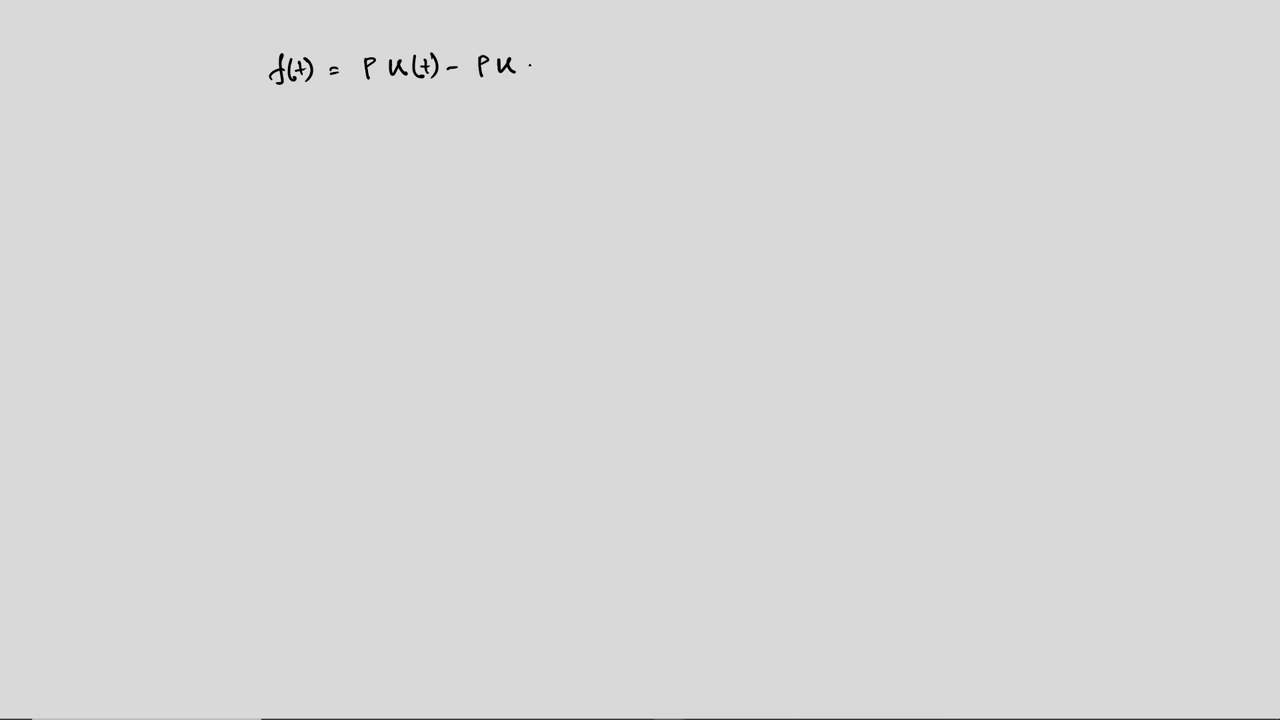 f(t) = P u(t) - P u